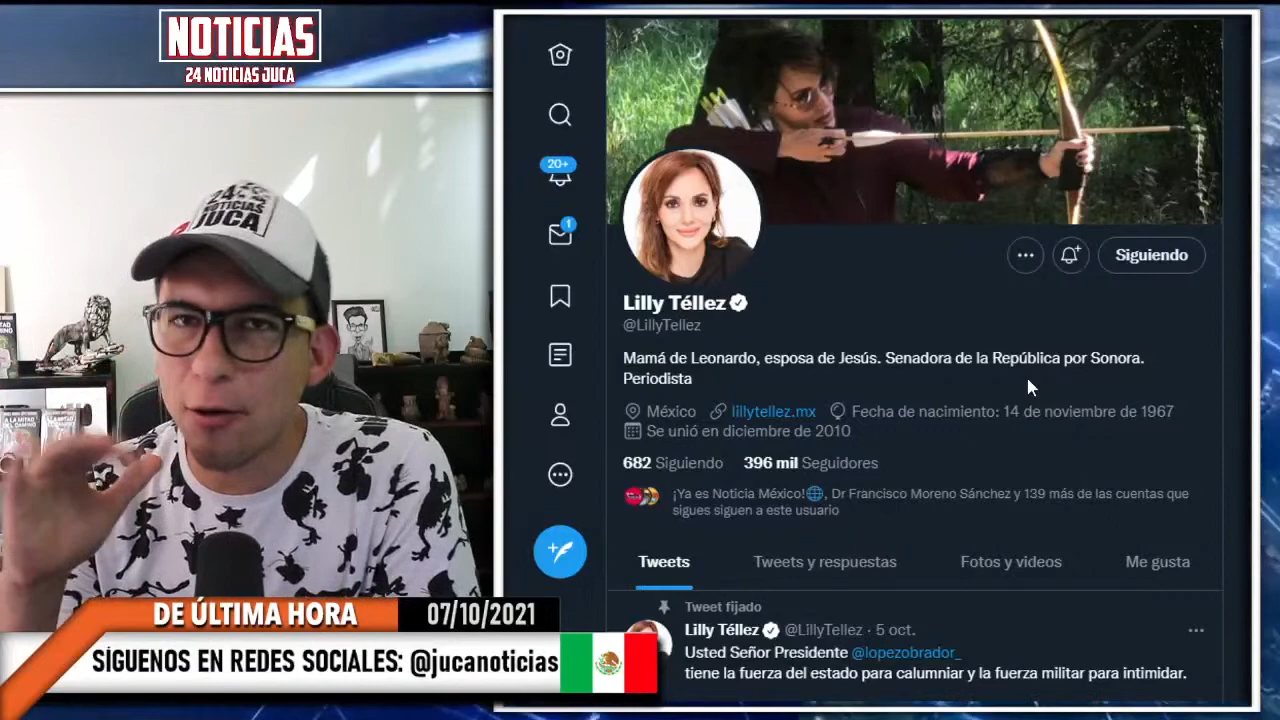 NOTICIAS
24 NOTICIAS JUCA
24
NOTICIAS
JUCA
20+
1
Siguiendo
Lilly Téllez
@LillyTellez
Mamá de Leonardo, esposa de Jesús. Senadora de la República por Sonora.
Periodista
México lillytellez.mx Fecha de nacimiento: 14 de noviembre de 1967
Se unió en diciembre de 2010
682 Siguiendo 396 mil Seguidores
¡Ya es Noticia México!🌐, Dr Francisco Moreno Sánchez y 139 más de las cuentas que
sigues siguen a este usuario
Tweets Tweets y respuestas Fotos y videos Me gusta
Tweet fijado
Lilly Téllez @LillyTellez · 5 oct.
Usted Señor Presidente @lopezobrador_
tiene la fuerza del estado para calumniar y la fuerza militar para intimidar.
DE ÚLTIMA HORA 07/10/2021
SÍGUENOS EN REDES SOCIALES: @jucanoticias